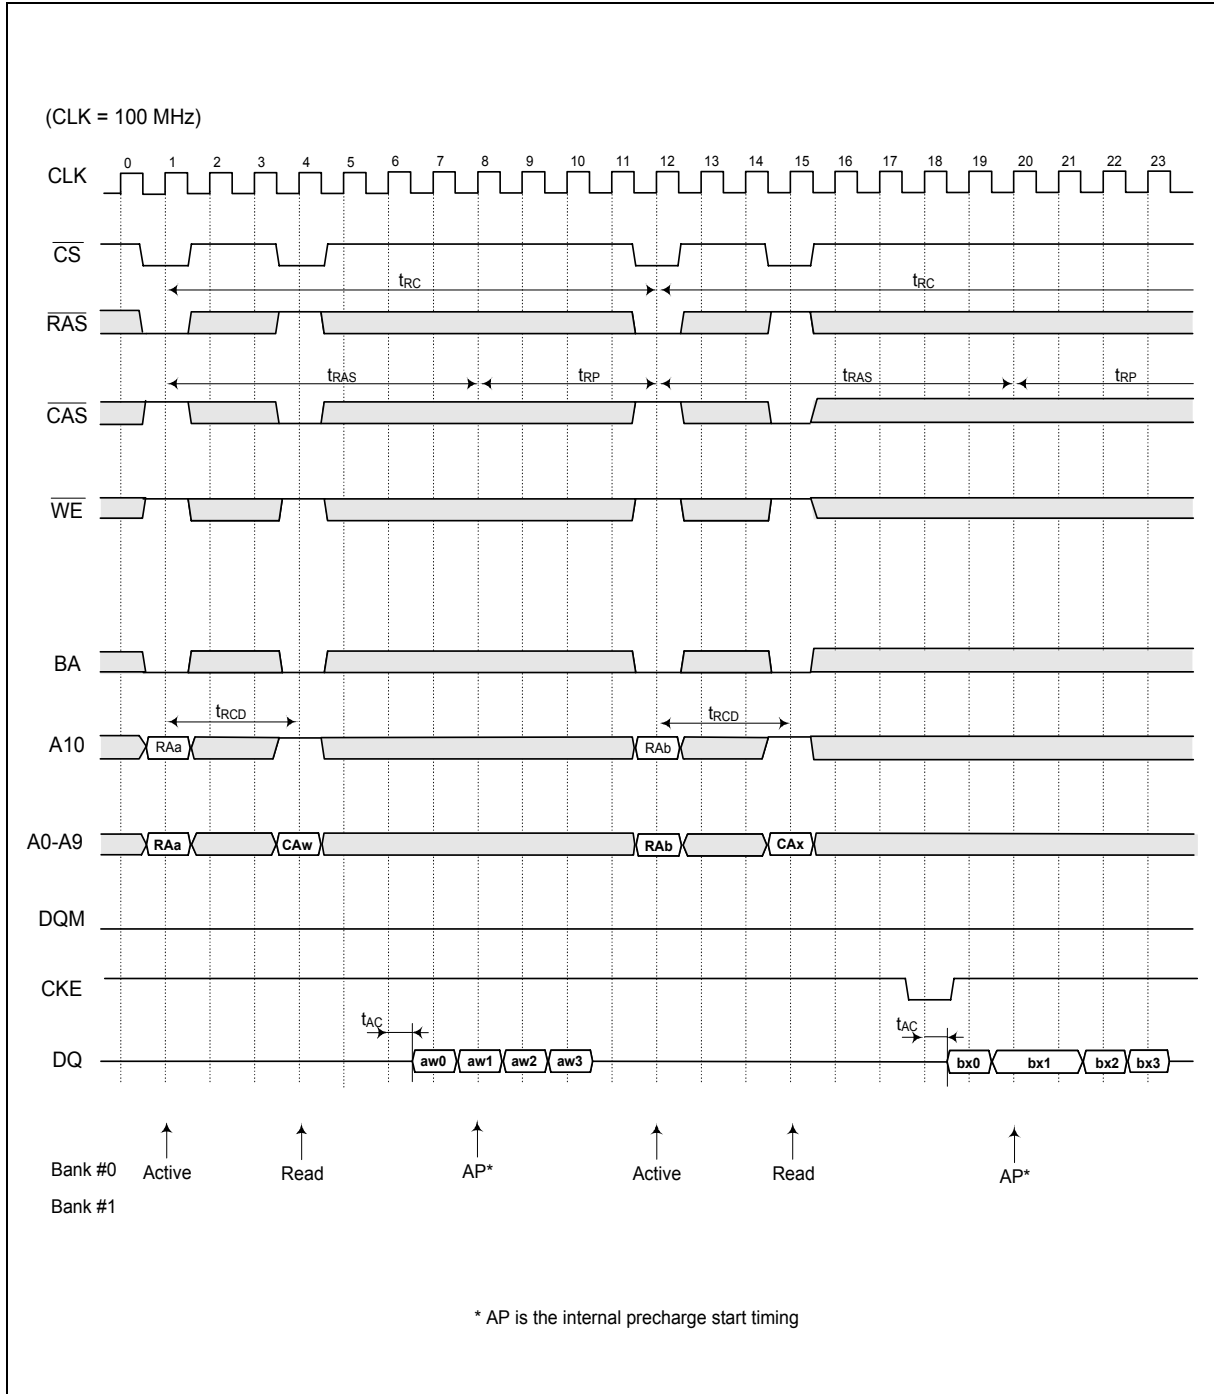 (CLK = 100 MHz)
0 1 2 3 4 5 6 7 8 9 10 11 12 13 14 15 16 17 18 19 20 21 22 23
CLK
CS
tRC tRC
RAS
tRAS tRP tRAS tRP
CAS
WE
BA
tRCD tRCD
A10 RAa RAb
A0-A9 RAa CAw RAb CAx
DQM
CKE
tAC tAC
DQ aw0 aw1 aw2 aw3 bx0 bx1 bx2 bx3
Bank #0 Active Read AP* Active Read AP*
Bank #1
* AP is the internal precharge start timing